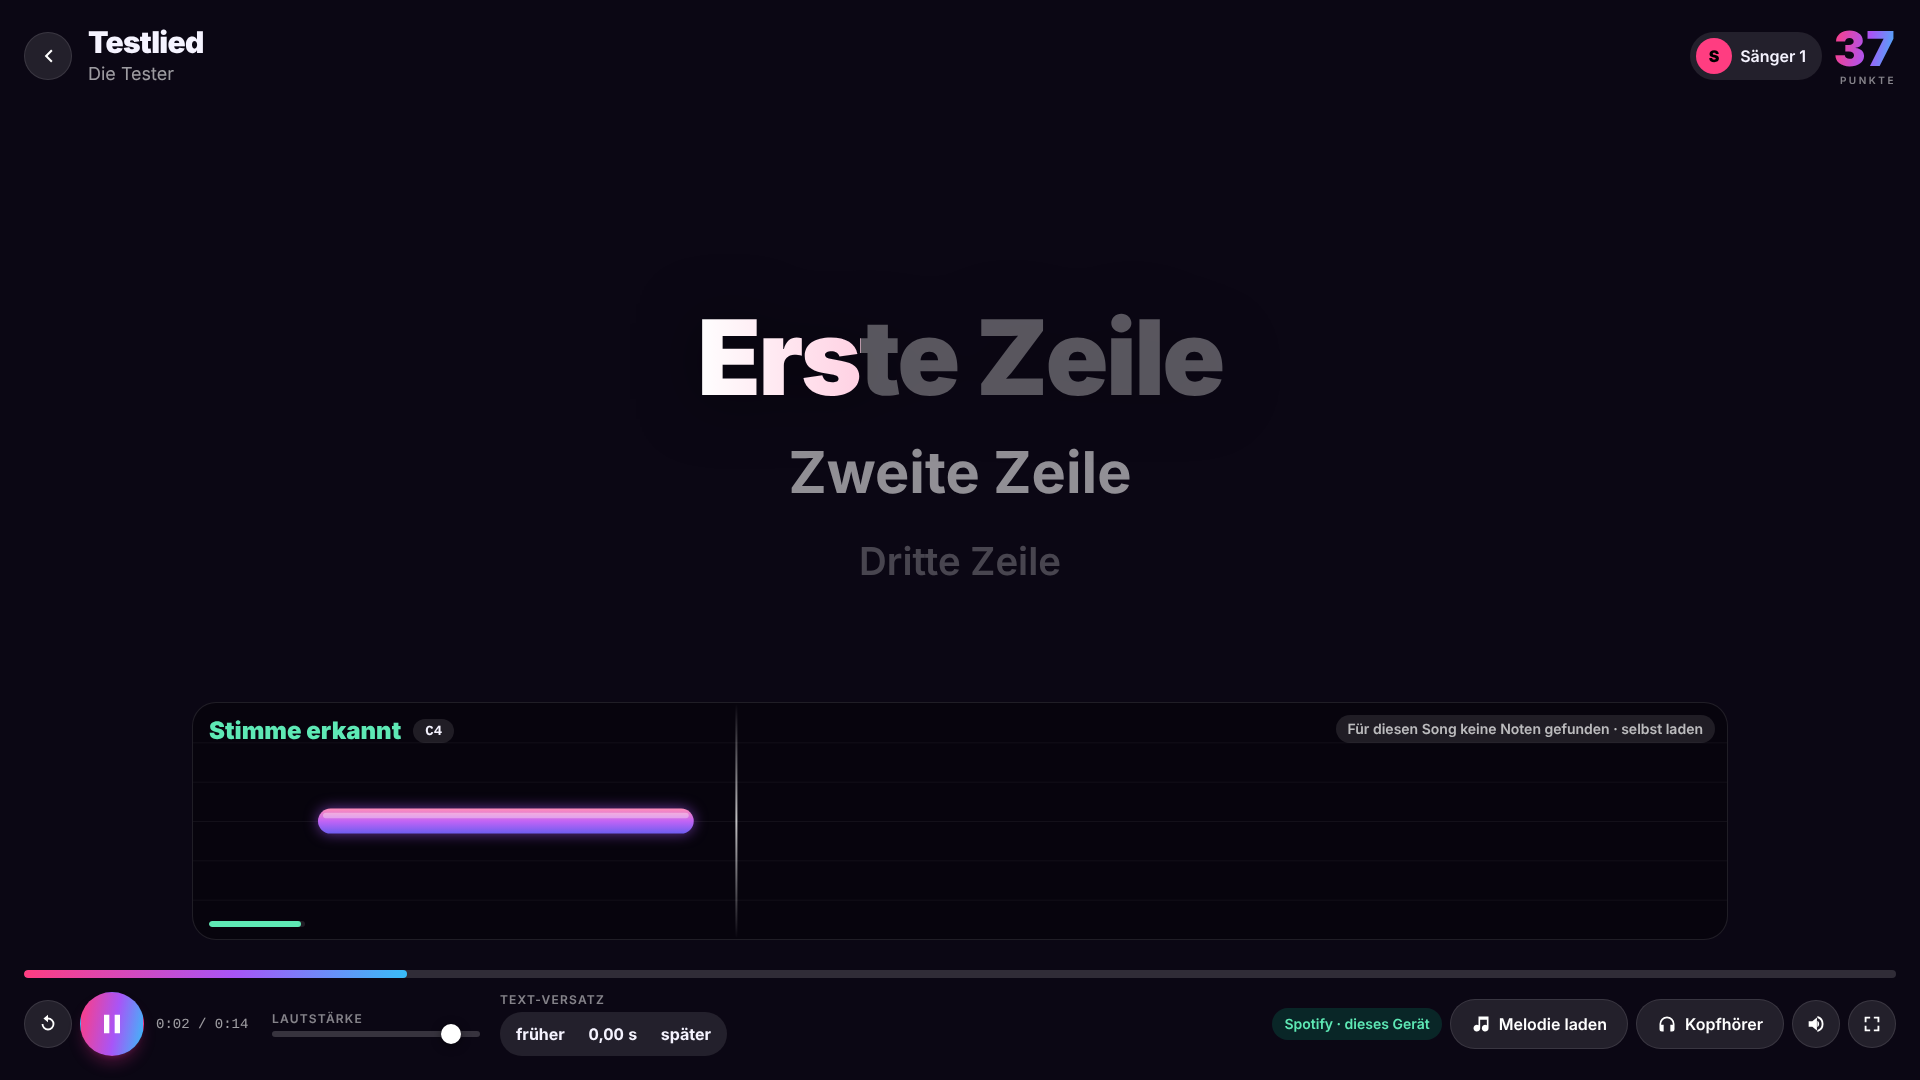 Testlied
Die Tester
S Sänger 1
37
PUNKTE
Erste Zeile
Zweite Zeile
Dritte Zeile
Stimme erkannt C4
Für diesen Song keine Noten gefunden · selbst laden
0:02 / 0:14
LAUTSTÄRKE
TEXT-VERSATZ
früher 0,00 s später
Spotify · dieses Gerät
Melodie laden
Kopfhörer